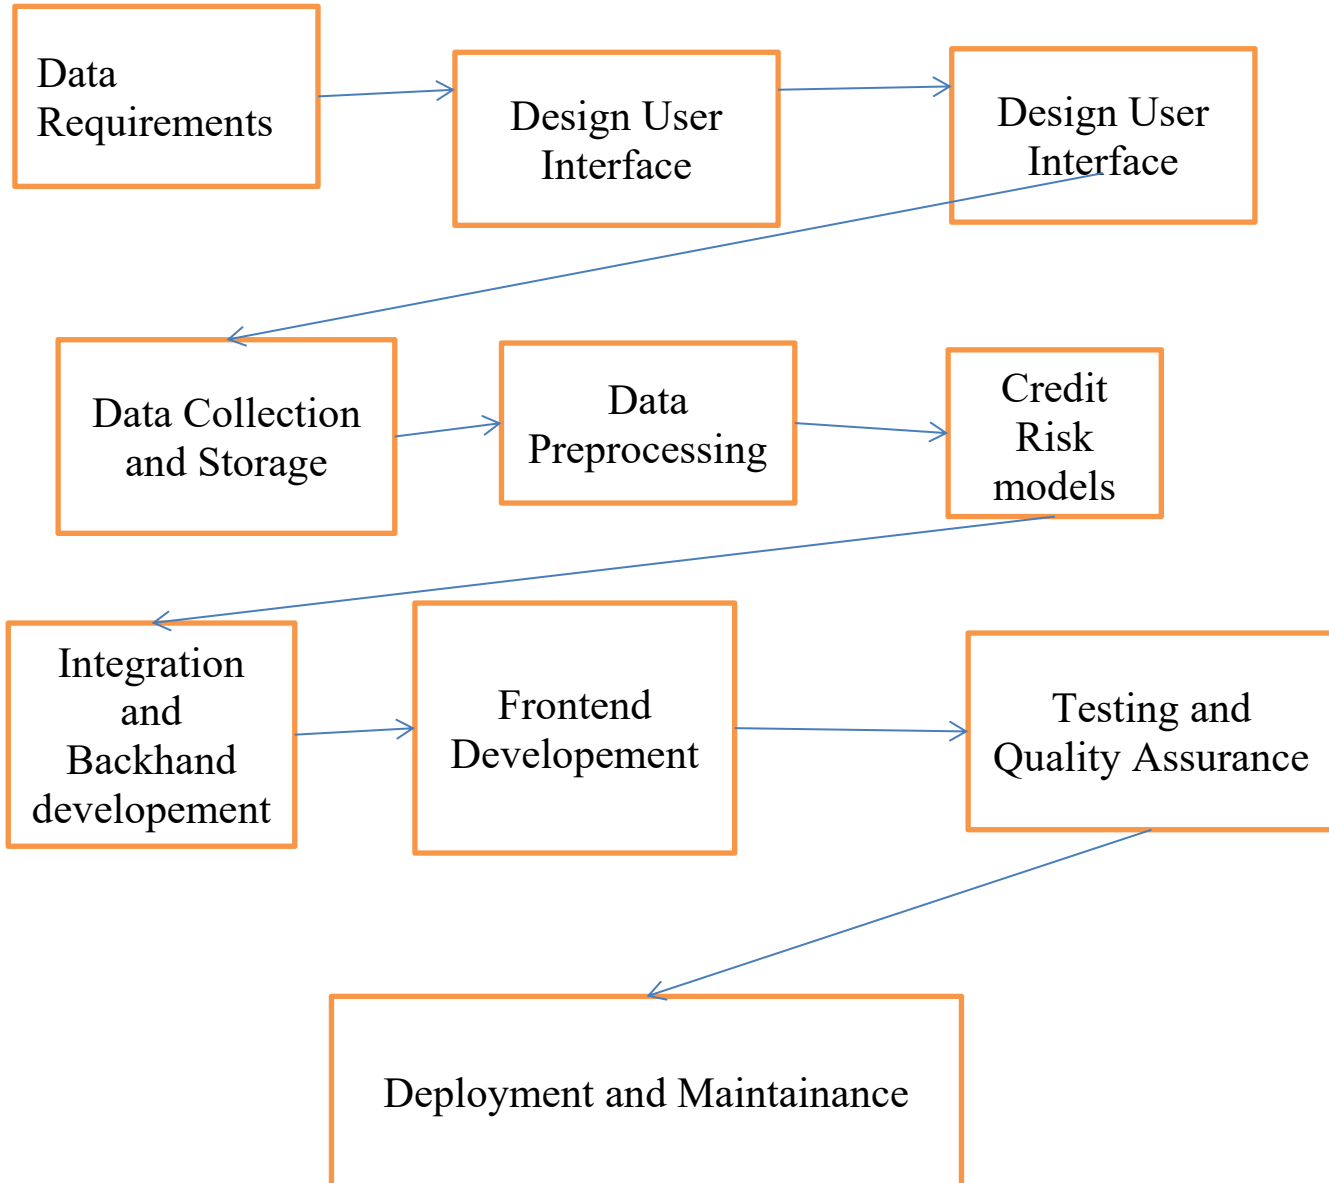 Data
Requirements
Design User
Interface
Design User
Interface
Data Collection
and Storage
Data
Preprocessing
Credit
Risk
models
Integration
and
Backhand
developement
Frontend
Developement
Testing and
Quality Assurance
Deployment and Maintainance